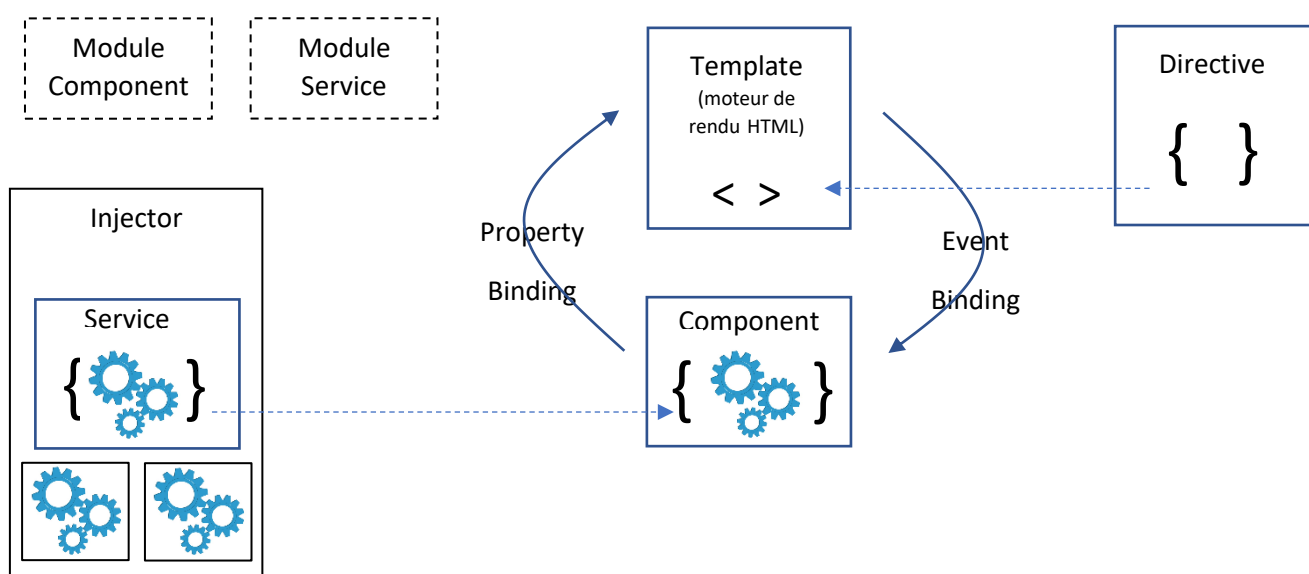 Module
Component
Module
Service
Template
(moteur de
rendu HTML)
< >
Directive
{ }
Injector
Property
Binding
Event
Binding
Service
{ }
Component
{ }